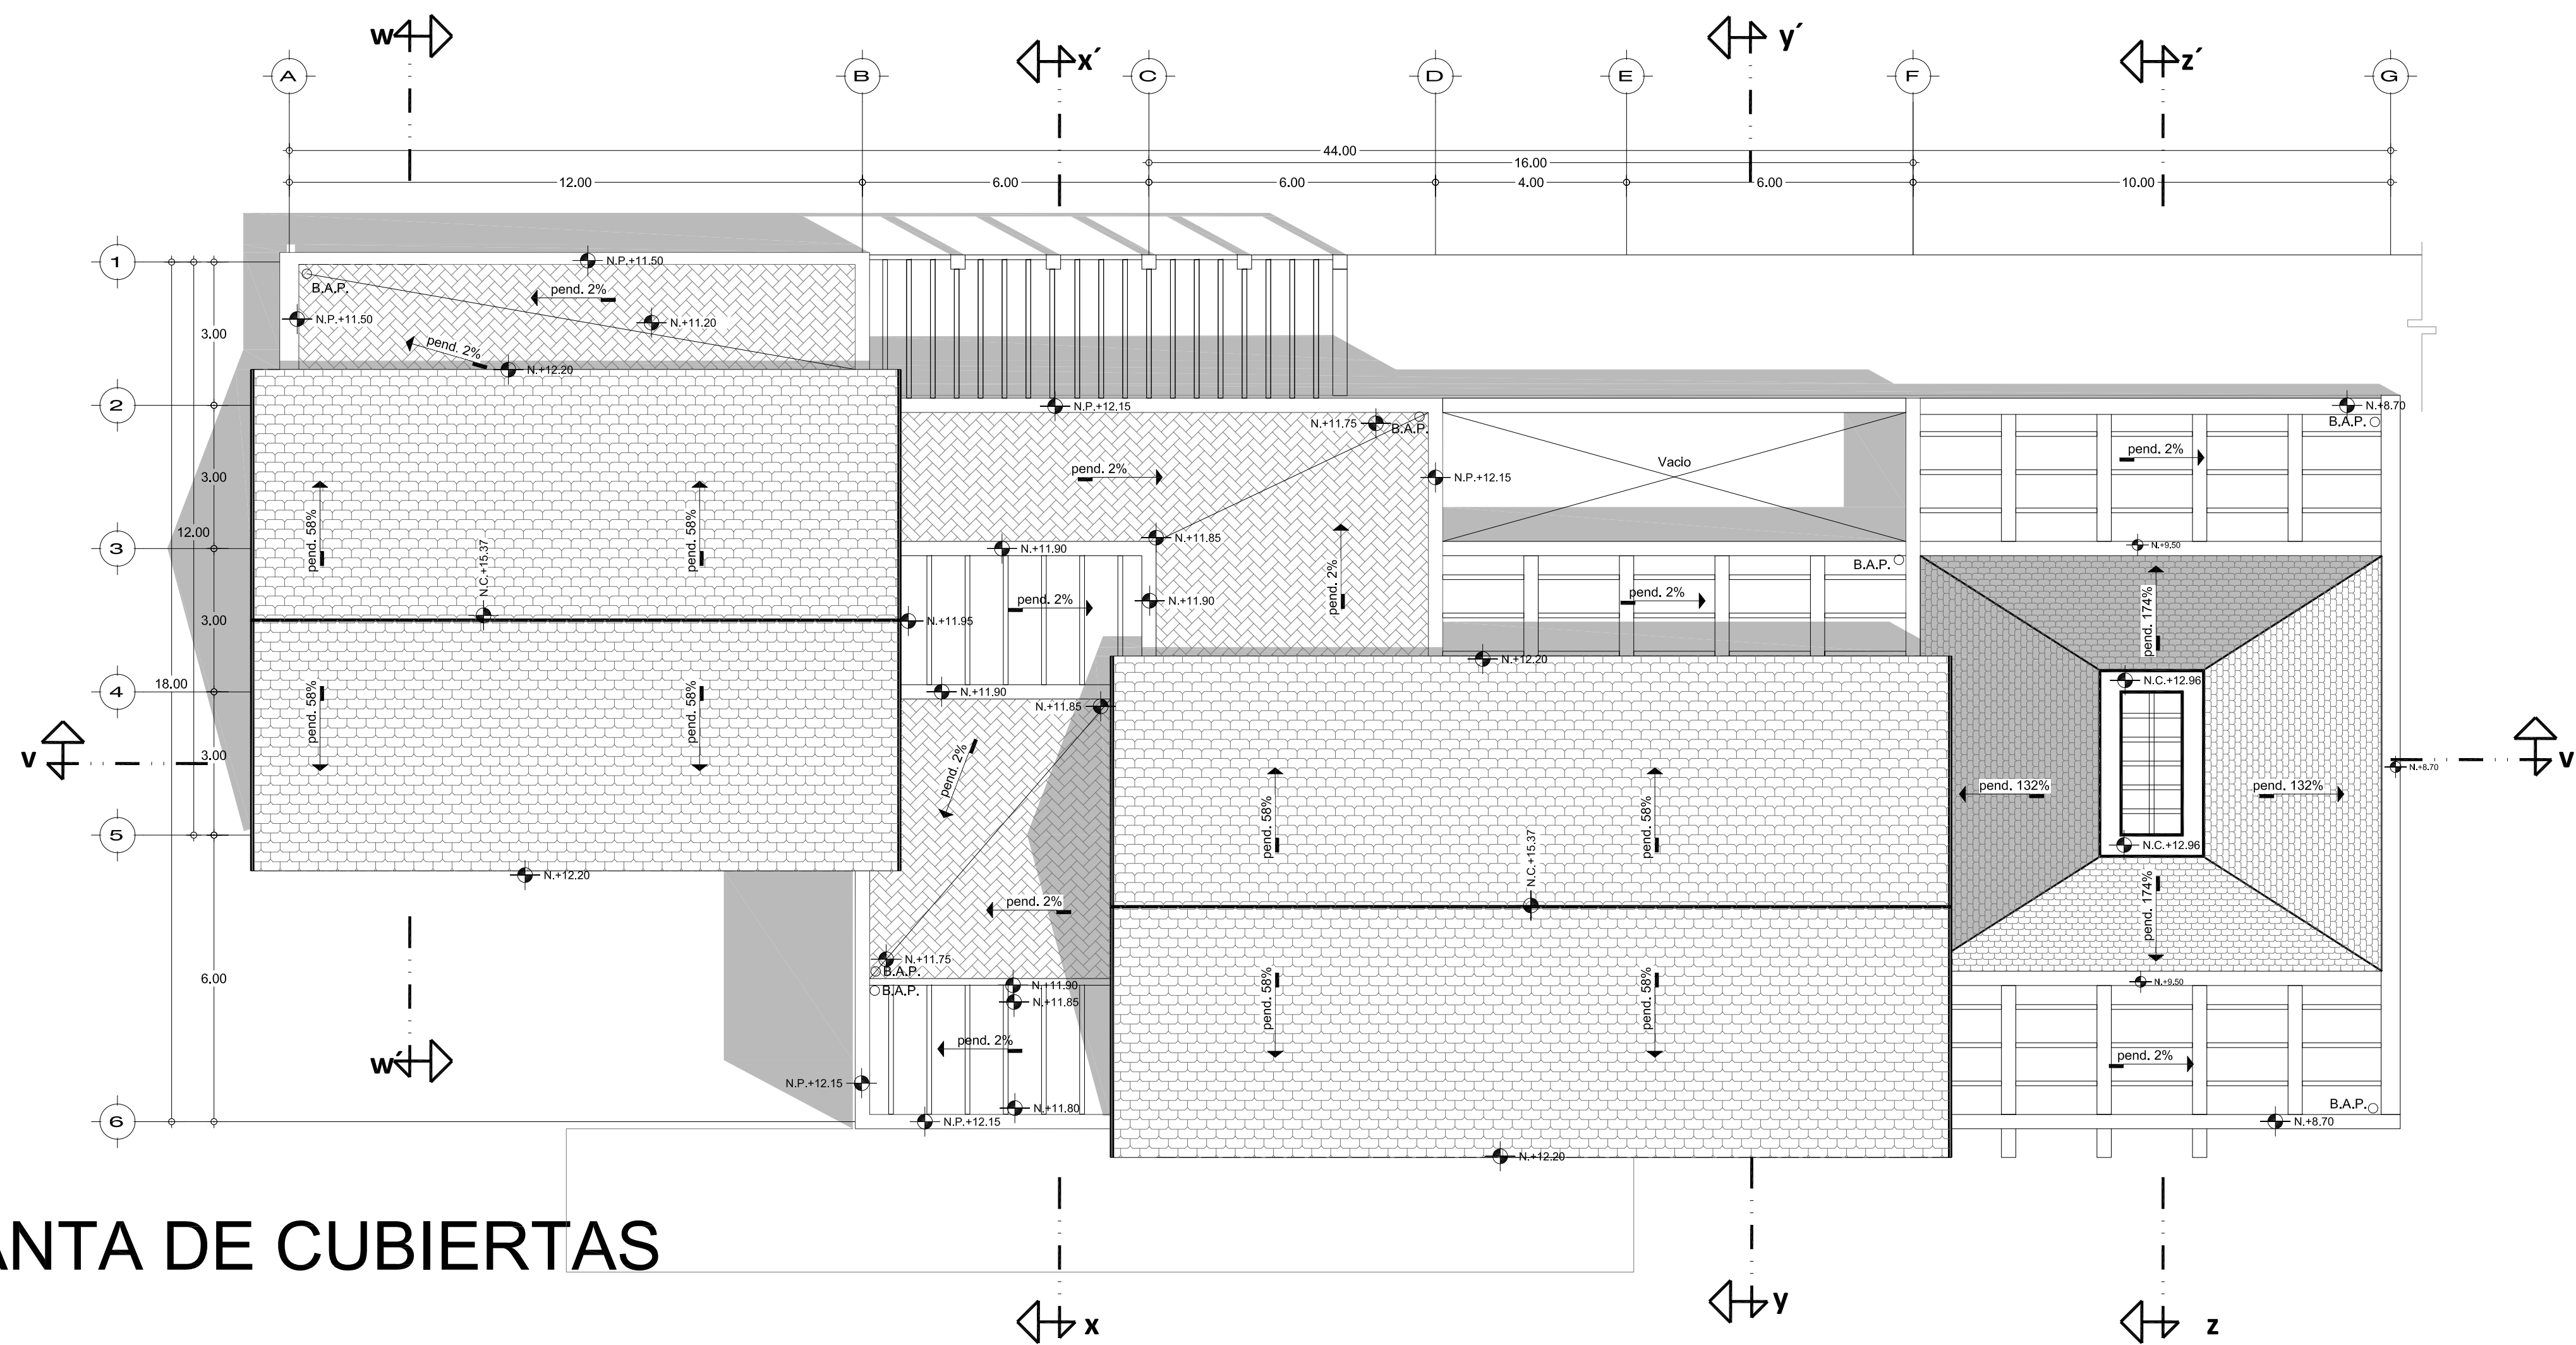 w x´ y´ z´
A B C D E F G
44.00
16.00
12.00 6.00 6.00 4.00 6.00 10.00
1
N.P.+11.50
B.A.P.
pend. 2%
N.P.+11.50
N.+11.20
3.00
pend. 2%
N.+12.20
2
N.P.+12.15
N.+8.70
N.+11.75
B.A.P.
B.A.P.
pend. 2%
pend. 2%
Vacio
3.00
N.P.+12.15
pend. 58%
pend. 58%
12.00
N.+11.85
3
N.+11.90
N.+9.50
N.C.+15.37
B.A.P.
pend. 2%
pend. 2%
pend. 2%
N.+11.90
pend. 174%
3.00
N.+11.95
N.+12.20
N.C.+12.96
4
18.00
N.+11.90
N.+11.85
pend. 58%
pend. 58%
3.00
v
v
N.+8.70
pend. 2%
pend. 132%
pend. 132%
pend. 58%
pend. 58%
5
N.C.+15.37
N.C.+12.96
N.+12.20
pend. 2%
pend. 174%
N.+11.75
B.A.P.
6.00
N.+9.50
N.+11.90
B.A.P.
N.+11.85
pend. 58%
pend. 58%
pend. 2%
pend. 2%
w´
N.P.+12.15
N.+11.80
B.A.P.
6
N.P.+12.15
N.+8.70
N.+12.20
ANTA DE CUBIERTAS
x y z